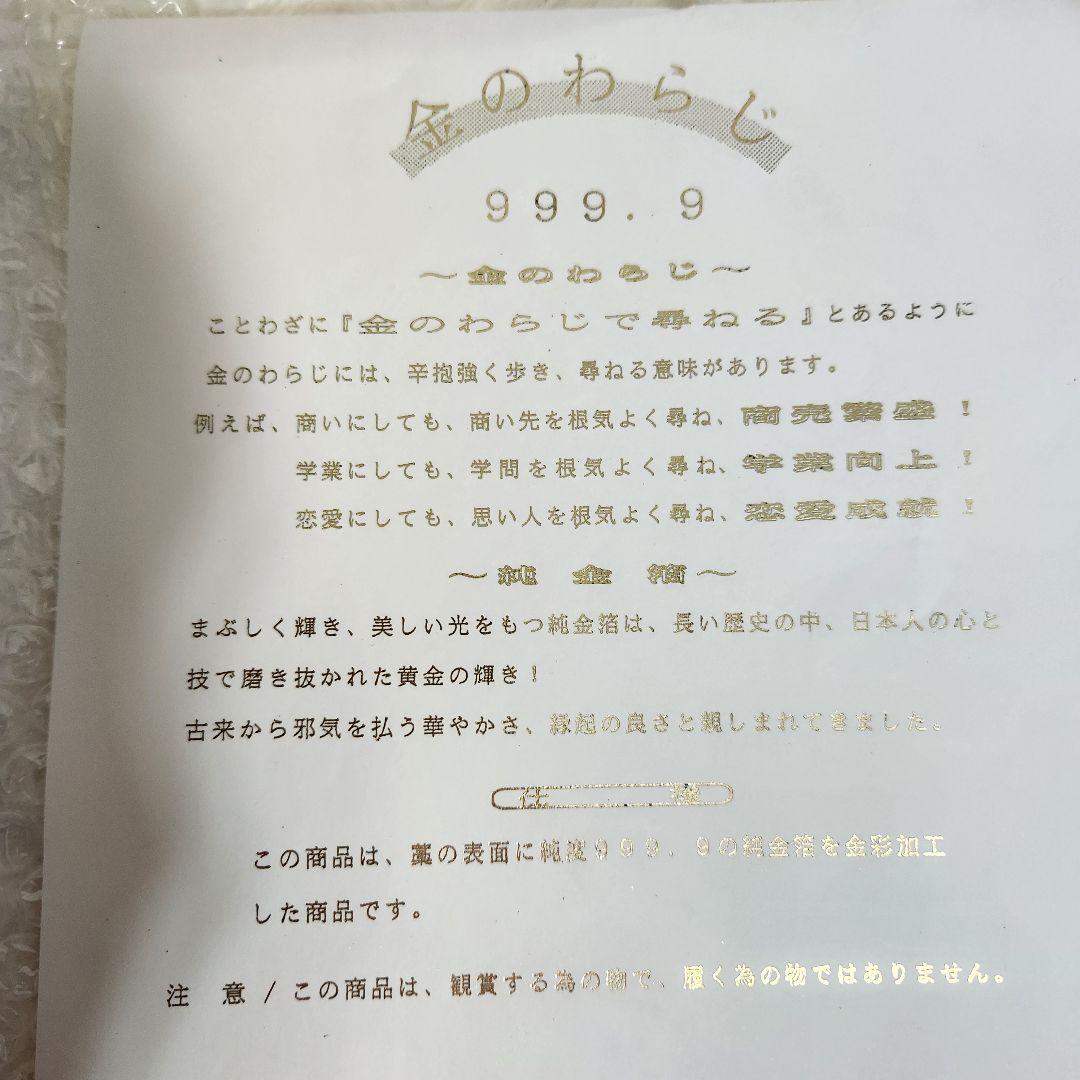 金のわらじ
９９９．９
～金のわらじ～
ことわざに『金のわらじで尋ねる』とあるように
金のわらじには、辛抱強く歩き、尋ねる意味があります。
例えば、商いにしても、商い先を根気よく尋ね、商売繁盛！
学業にしても、学問を根気よく尋ね、学業向上！
恋愛にしても、思い人を根気よく尋ね、恋愛成就！
～純金箔～
まぶしく輝き、美しい光をもつ純金箔は、長い歴史の中、日本人の心と
技で磨き抜かれた黄金の輝き！
古来から邪気を払う華やかさ、縁起の良さと親しまれてきました。
仕　様
この商品は、藁の表面に純度９９９．９の純金箔を金彩加工
した商品です。
注　意 / この商品は、観賞する為の物で、履く為の物ではありません。